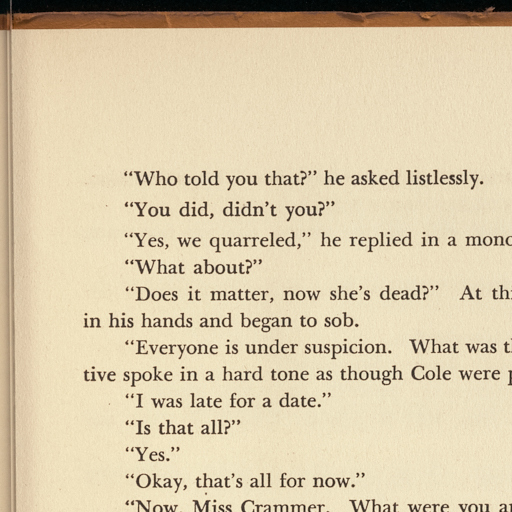 “Who told you that?” he asked listlessly.
“You did, didn’t you?”
“Yes, we quarreled,” he replied in a
“What about?”
“Does it matter, now she’s dead?” At
in his hands and began to sob.
“Everyone is under suspicion. What was
tive spoke in a hard tone as though Cole were
“I was late for a date.”
“Is that all?”
“Yes.”
“Okay, that’s all for now.”
“Now, Miss Crammer. What were you